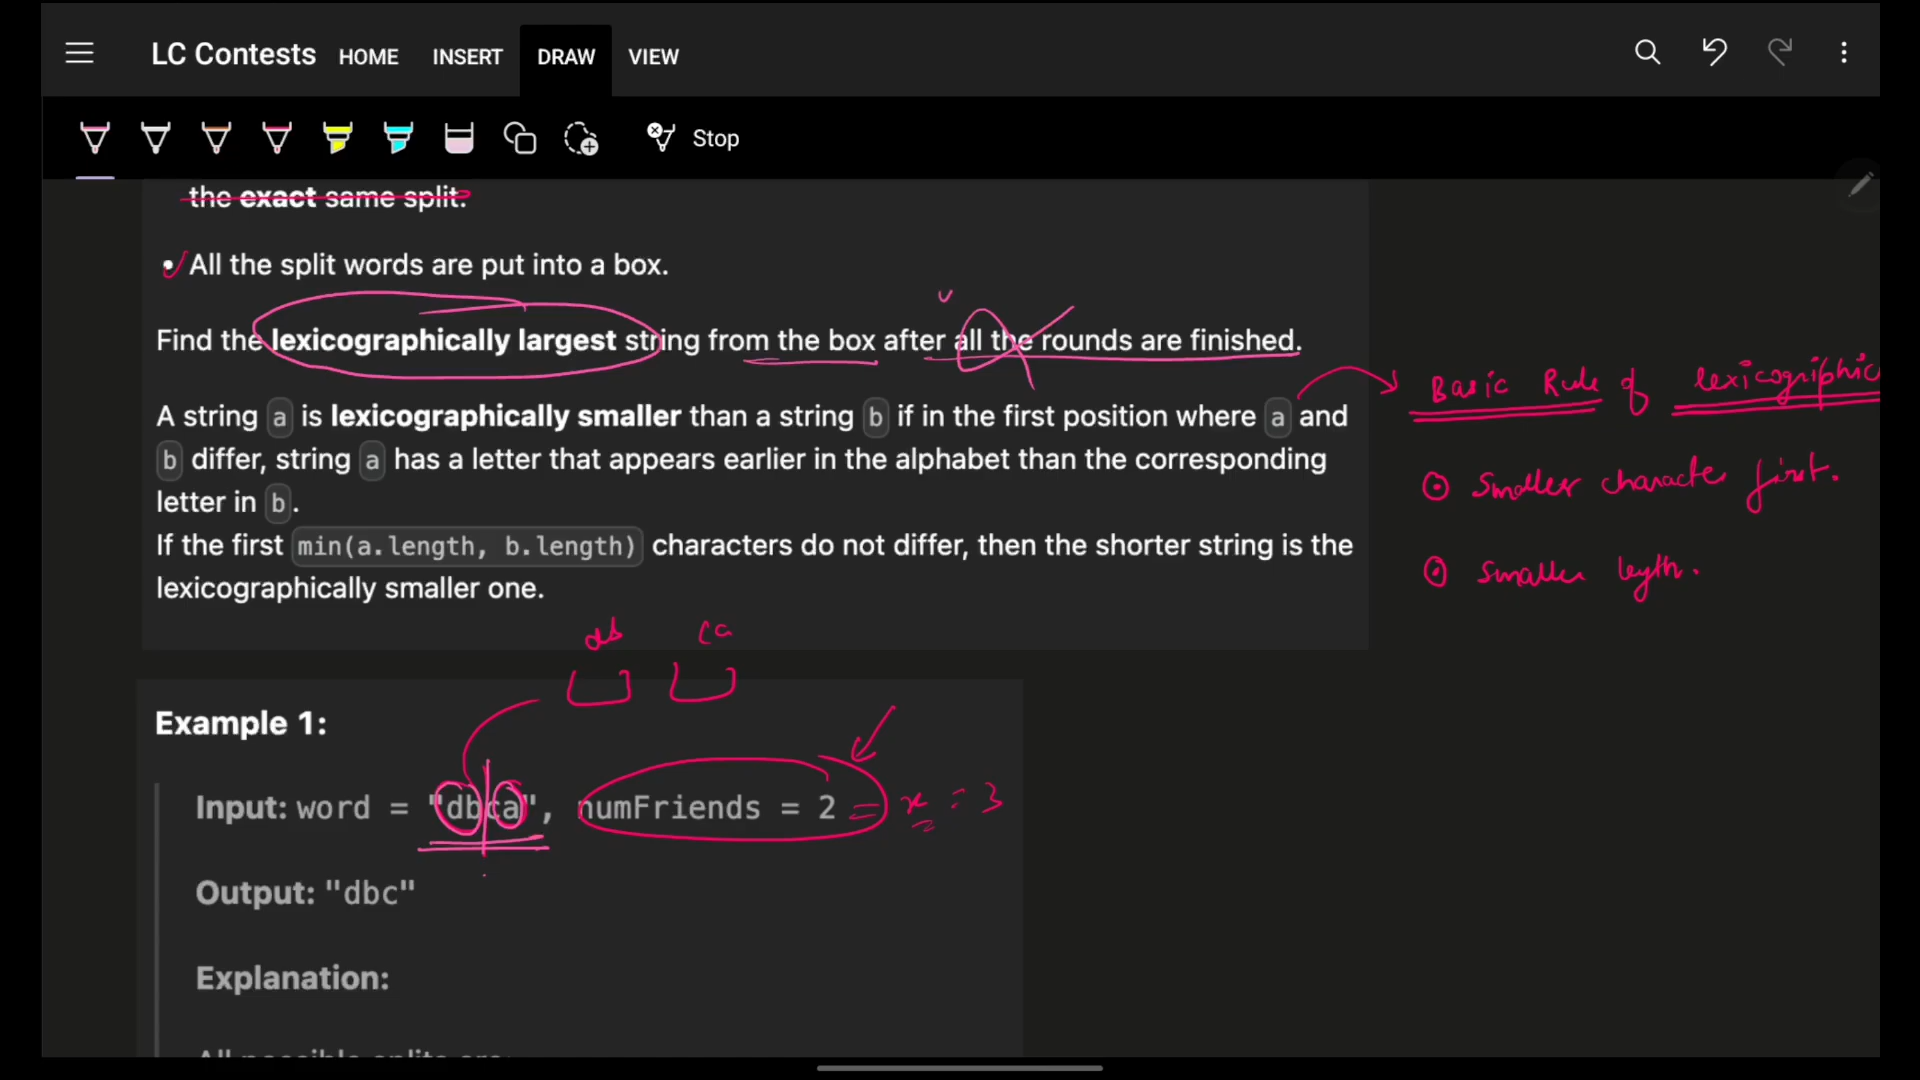 LC Contests HOME INSERT DRAW VIEW
Stop
the exact same split.
• All the split words are put into a box.
Find the lexicographically largest string from the box after all the rounds are finished.
A string a is lexicographically smaller than a string b if in the first position where a and
b differ, string a has a letter that appears earlier in the alphabet than the corresponding
letter in b.
If the first min(a.length, b.length) characters do not differ, then the shorter string is the
lexicographically smaller one.
Basic Rule of
smaller character first.
smaller length.
db ca
Example 1:
Input: word = "dbca", numFriends = 2 = x = 3
Output: "dbc"
Explanation: